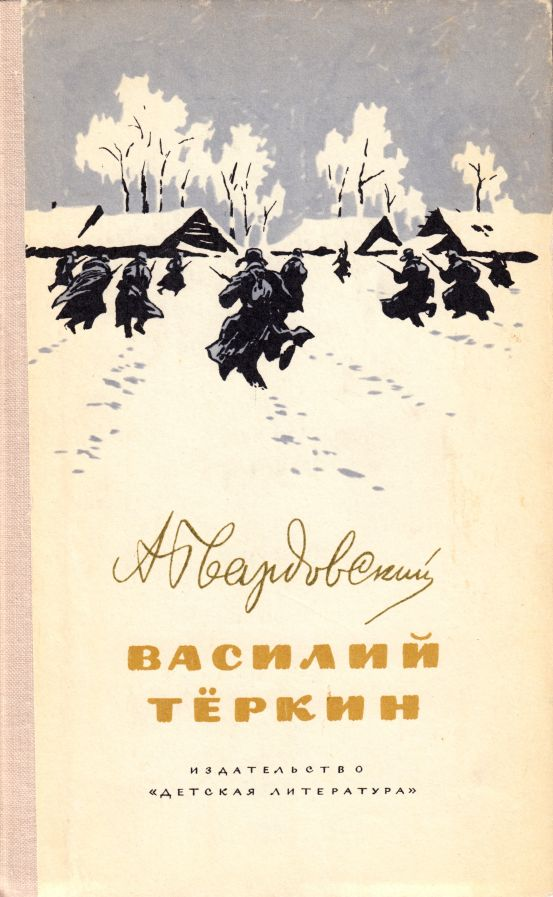 А Твардовский
ВАСИЛИЙ
ТЁРКИН
ИЗДАТЕЛЬСТВО
«ДЕТСКАЯ ЛИТЕРАТУРА»